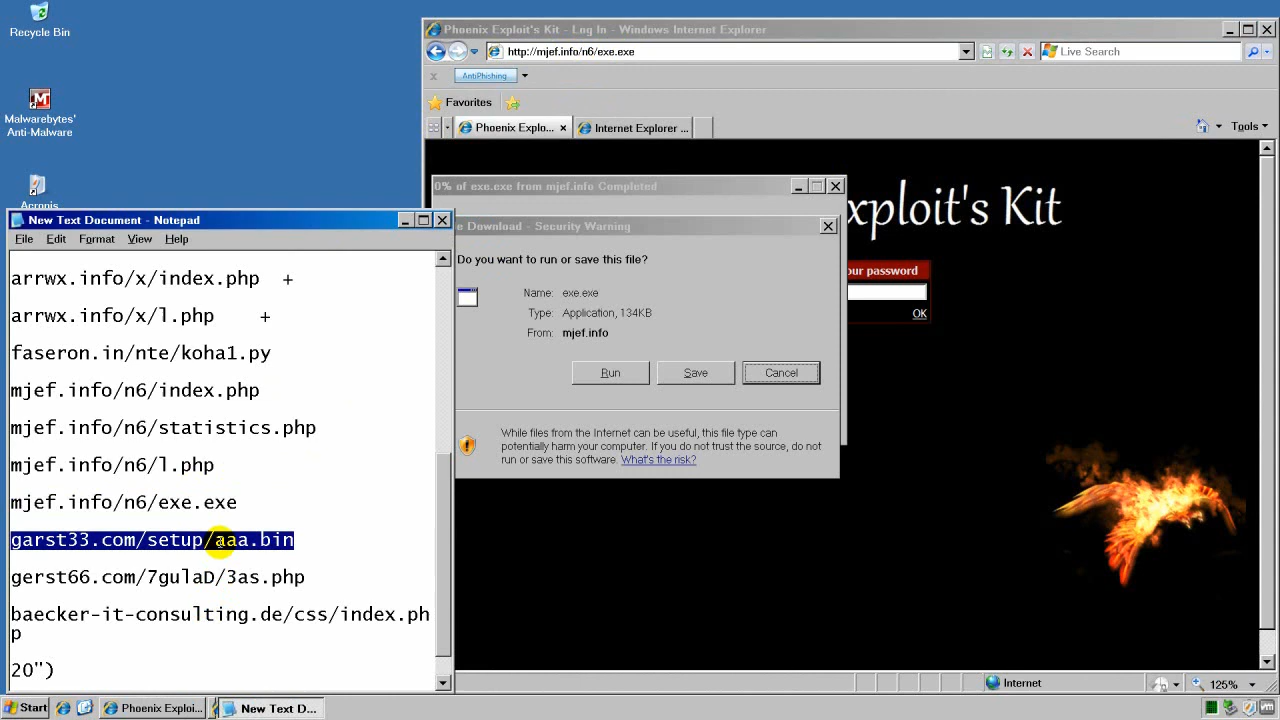 Recycle Bin
Malwarebytes'
Anti-Malware
Acronis
Phoenix Exploit's Kit - Log In - Windows Internet Explorer
http://mjef.info/n6/exe.exe
Live Search
x
AntiPhishing
Favorites
Phoenix Explo... x
Internet Explorer ...
Tools
0% of exe.exe from mjef.info Completed
e Download - Security Warning
Do you want to run or save this file?
Name: exe.exe
Type: Application, 134KB
From: mjef.info
Run
Save
Cancel
While files from the Internet can be useful, this file type can
potentially harm your computer. If you do not trust the source, do not
run or save this software. What's the risk?
xploit's Kit
our password
OK
New Text Document - Notepad
File Edit Format View Help
arrwx.info/x/index.php +
arrwx.info/x/l.php +
faseron.in/nte/koha1.py
mjef.info/n6/index.php
mjef.info/n6/statistics.php
mjef.info/n6/l.php
mjef.info/n6/exe.exe
garst33.com/setup/aaa.bin
gerst66.com/7gulaD/3as.php
baecker-it-consulting.de/css/index.ph
p
20")
Internet
125%
Start
Phoenix Exploi...
New Text D...